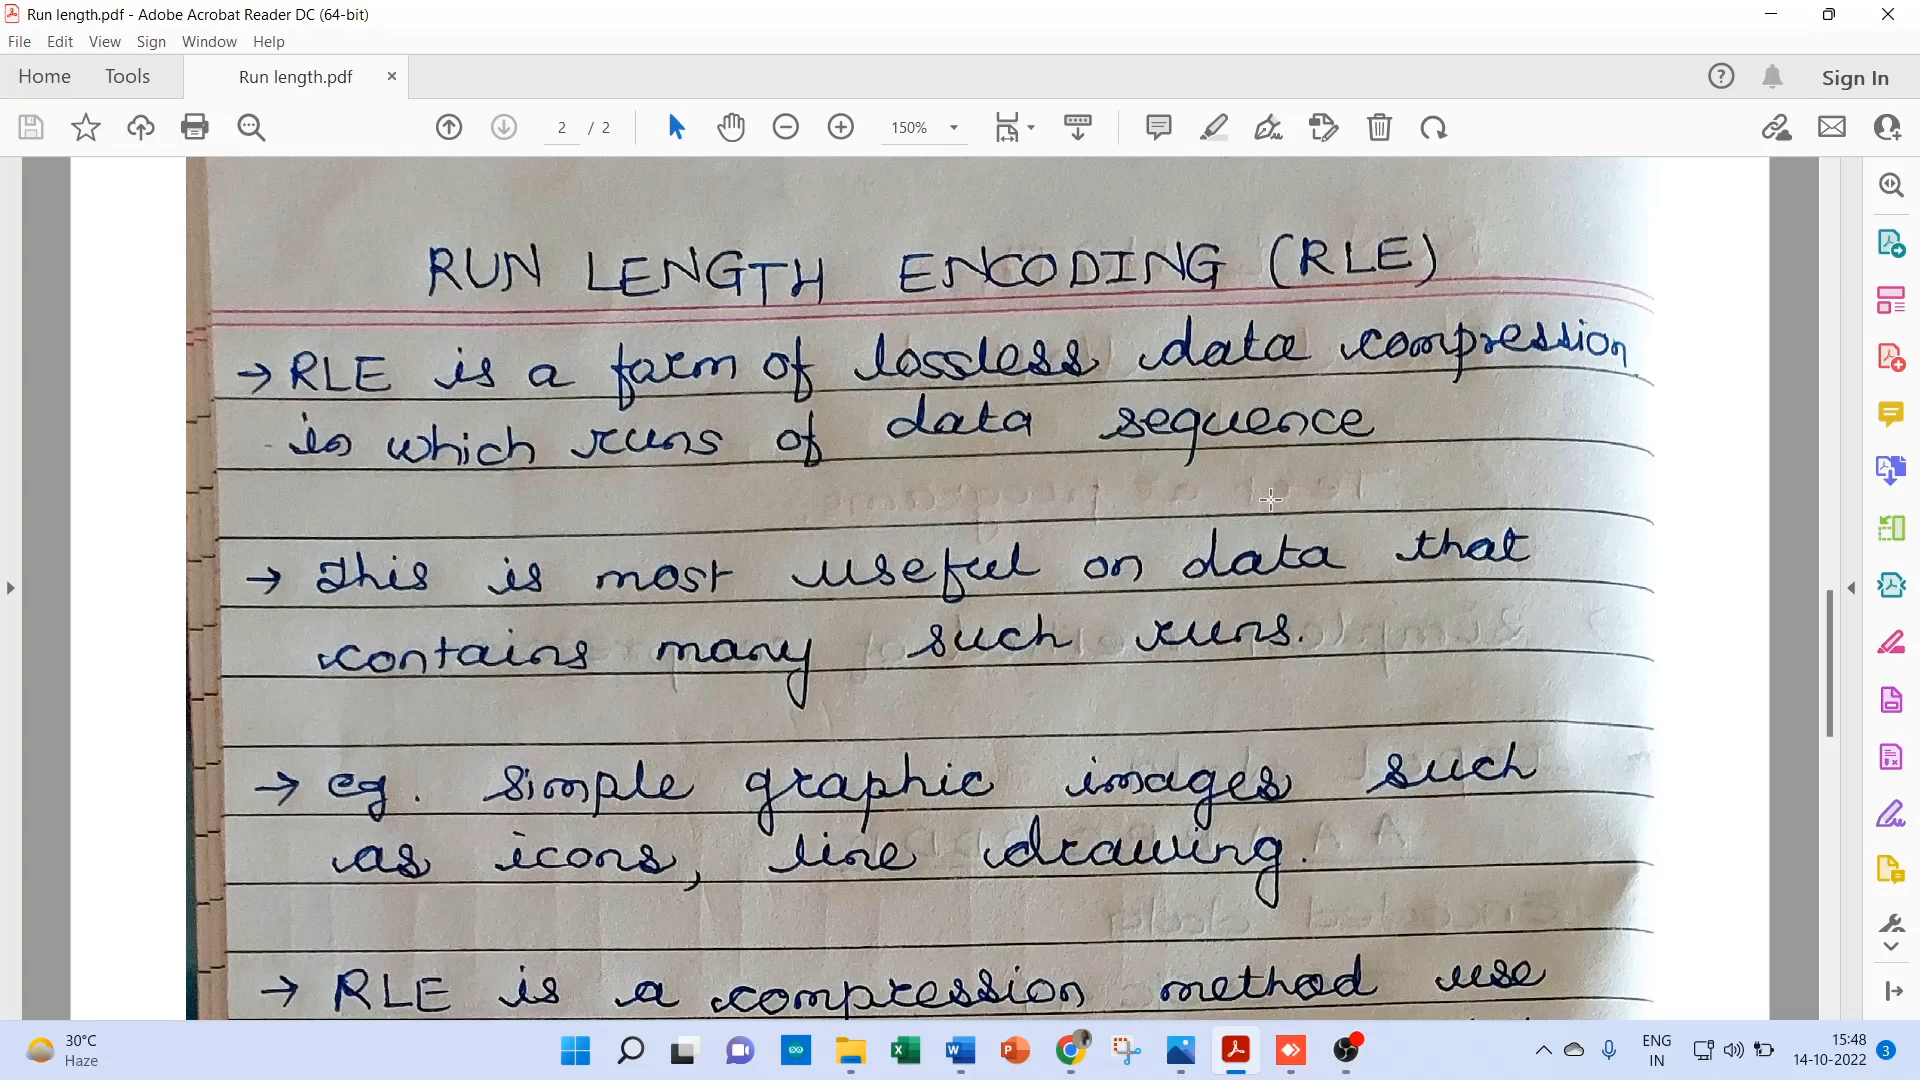 Run length.pdf - Adobe Acrobat Reader DC (64-bit)
File Edit View Sign Window Help
Home Tools Run length.pdf × Sign In
2 / 2 150%
RUN LENGTH ENCODING (RLE)
→ RLE is a form of lossless data compression
in which runs of data sequence
→ This is most useful on data that
contains many such runs.
→ eg. simple graphic images such
as icons, line drawing.
→ RLE is a compression method use
30°C
Haze
ENG
IN
15:48
14-10-2022
3